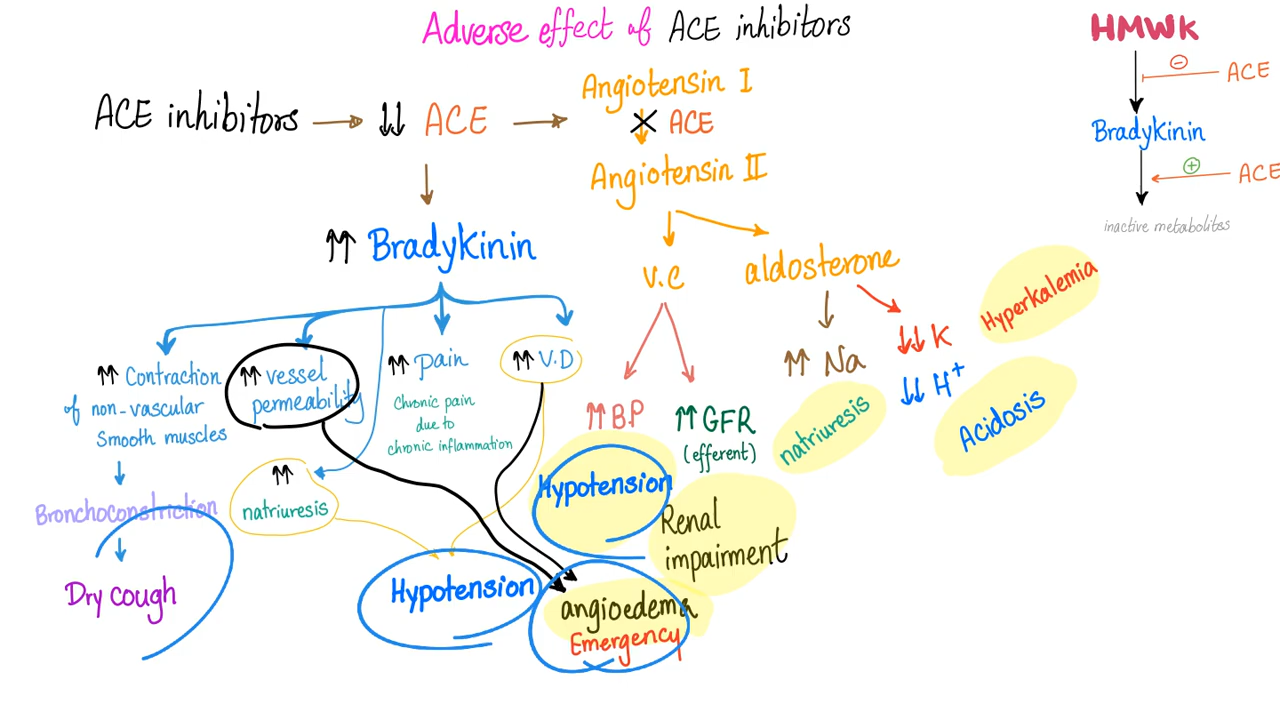 Adverse effect of ACE inhibitors
HMWK
⊖
ACE
Bradykinin
⊕
ACE
inactive metabolites
ACE inhibitors → ↓↓ ACE →
Angiotensin I
X ACE
Angiotensin II
↑↑ Bradykinin
V.C
aldosterone
↑↑ Contraction
of non-vascular
Smooth muscles
Bronchoconstriction
Dry cough
↑↑ vessel
permeability
↑↑
natriuresis
↑↑ pain
Chronic pain
due to
chronic inflammation
↑↑ V.D
Hypotension
angioedema
Emergency
↑↑ BP
Hypotension
↑↑ GFR
(efferent)
Renal
impairment
↑↑ Na
natriuresis
↓↓ K
Hyperkalemia
↓↓ H+
Acidosis